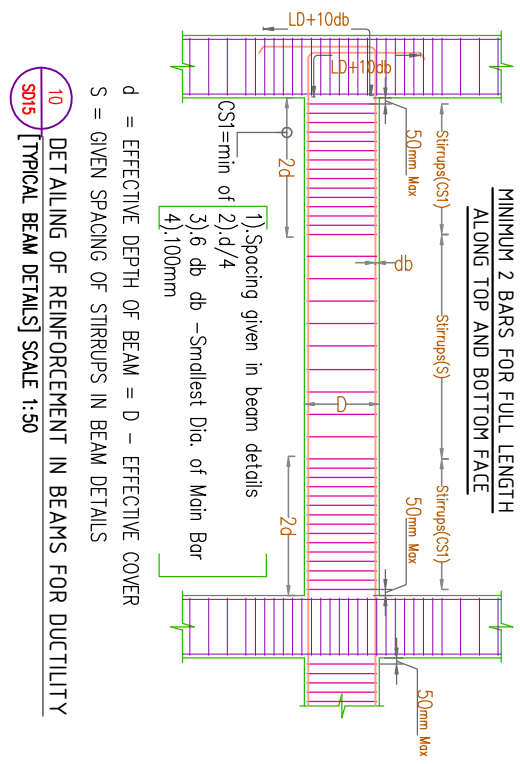 MINIMUM 2 BARS FOR FULL LENGTH
ALONG TOP AND BOTTOM FACE
Stirrups(CS1)
Stirrups(S)
Stirrups(CS1)
50mm Max
50mm Max
50mm Max
LD+10db
LD+10db
db
D
2d
2d
CS1=min of
1).Spacing given in beam details
2).d/4
3).6 db db -Smallest Dia. of Main Bar
4).100mm
d = EFFECTIVE DEPTH OF BEAM = D - EFFECTIVE COVER
S = GIVEN SPACING OF STIRRUPS IN BEAM DETAILS
10
SD15
DETAILING OF REINFORCEMENT IN BEAMS FOR DUCTILITY
[TYPICAL BEAM DETAILS] SCALE 1:50